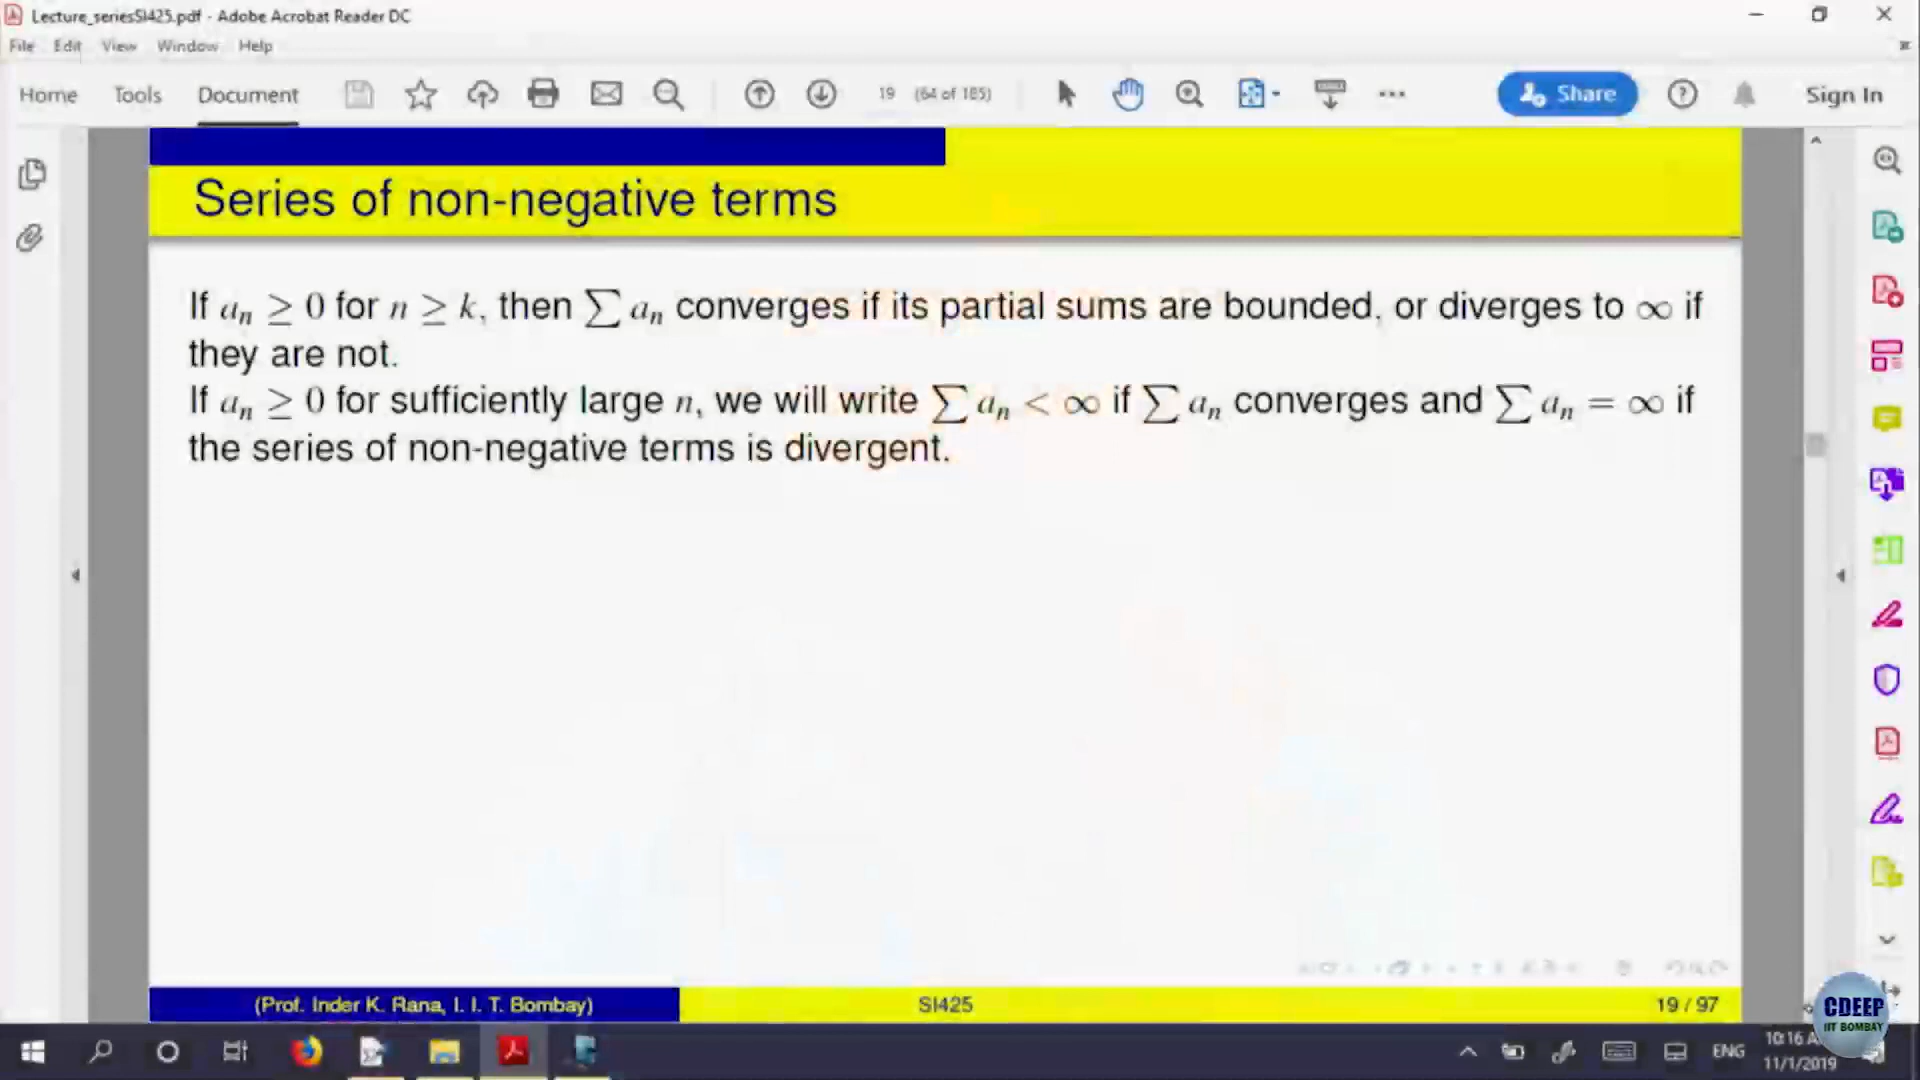 Lecture_seriesSI425.pdf - Adobe Acrobat Reader DC
File Edit View Window Help
Home Tools Document 19 (64 of 185) Share Sign In
Series of non-negative terms
If aₙ ≥ 0 for n ≥ k, then ∑ aₙ converges if its partial sums are bounded, or diverges to ∞ if
they are not.
If aₙ ≥ 0 for sufficiently large n, we will write ∑ aₙ < ∞ if ∑ aₙ converges and ∑ aₙ = ∞ if
the series of non-negative terms is divergent.
(Prof. Inder K. Rana, I. I. T. Bombay) SI425 19 / 97
CDEEP
IIT BOMBAY
ENG 10:16 A
11/1/2019